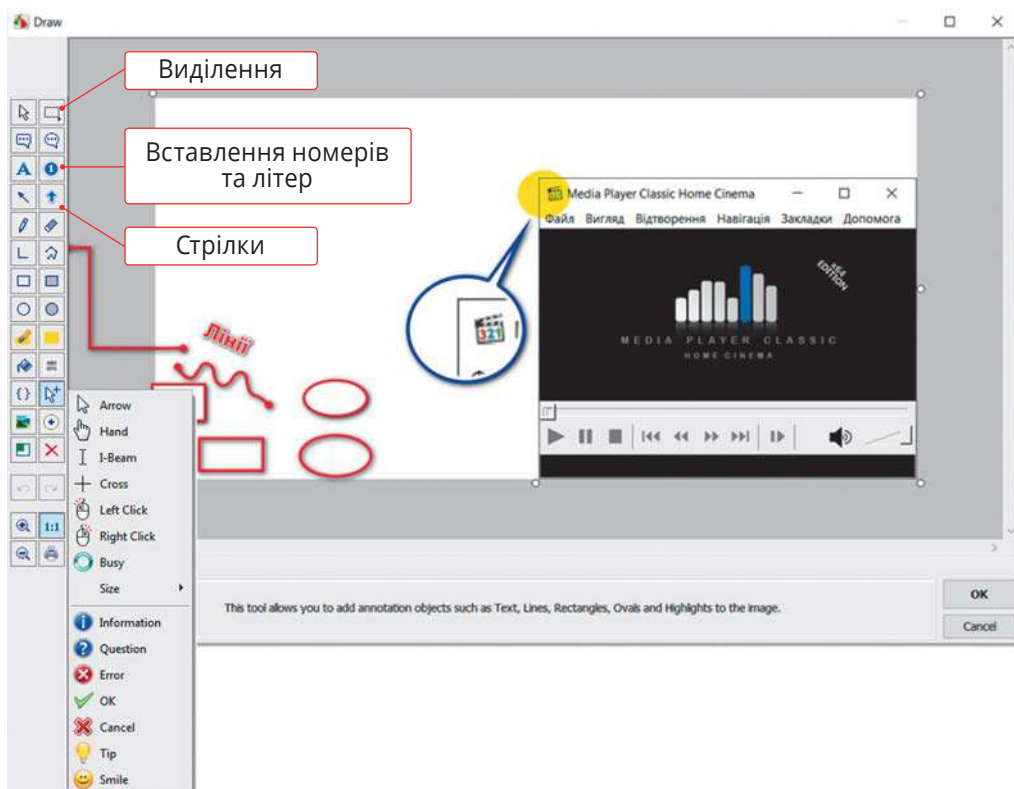 Draw
Виділення
Вставлення номерів
та літер
Стрілки
Media Player Classic Home Cinema
Файл Вигляд Відтворення Навігація Закладки Допомога
x64
EDITION
MEDIA PLAYER CLASSIC
HOME CINEMA
321
Лінії
A 1
1:1
Arrow
Hand
I-Beam
Cross
Left Click
Right Click
Busy
Size
Information
Question
Error
OK
Cancel
Tip
Smile
This tool allows you to add annotation objects such as Text, Lines, Rectangles, Ovals and Highlights to the image.
OK
Cancel